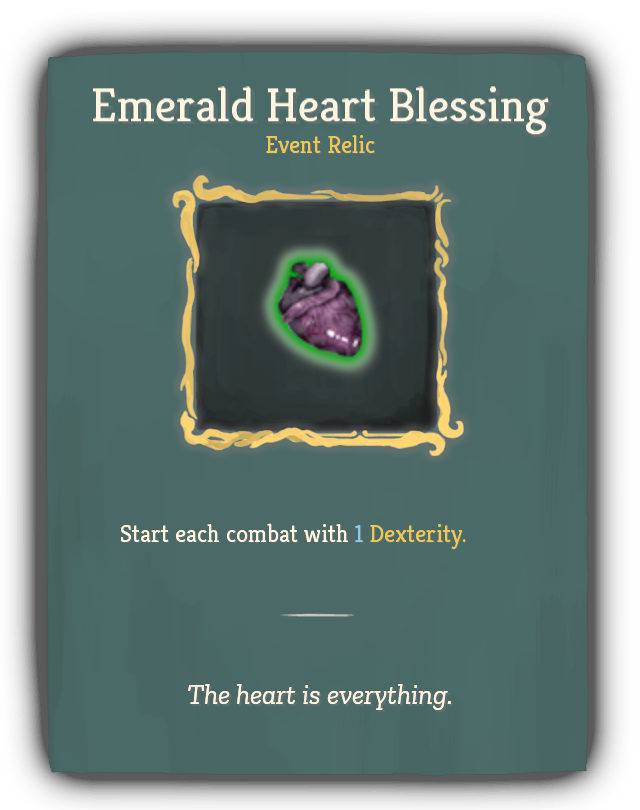 Emerald Heart Blessing
Event Relic
Start each combat with 1 Dexterity.
The heart is everything.